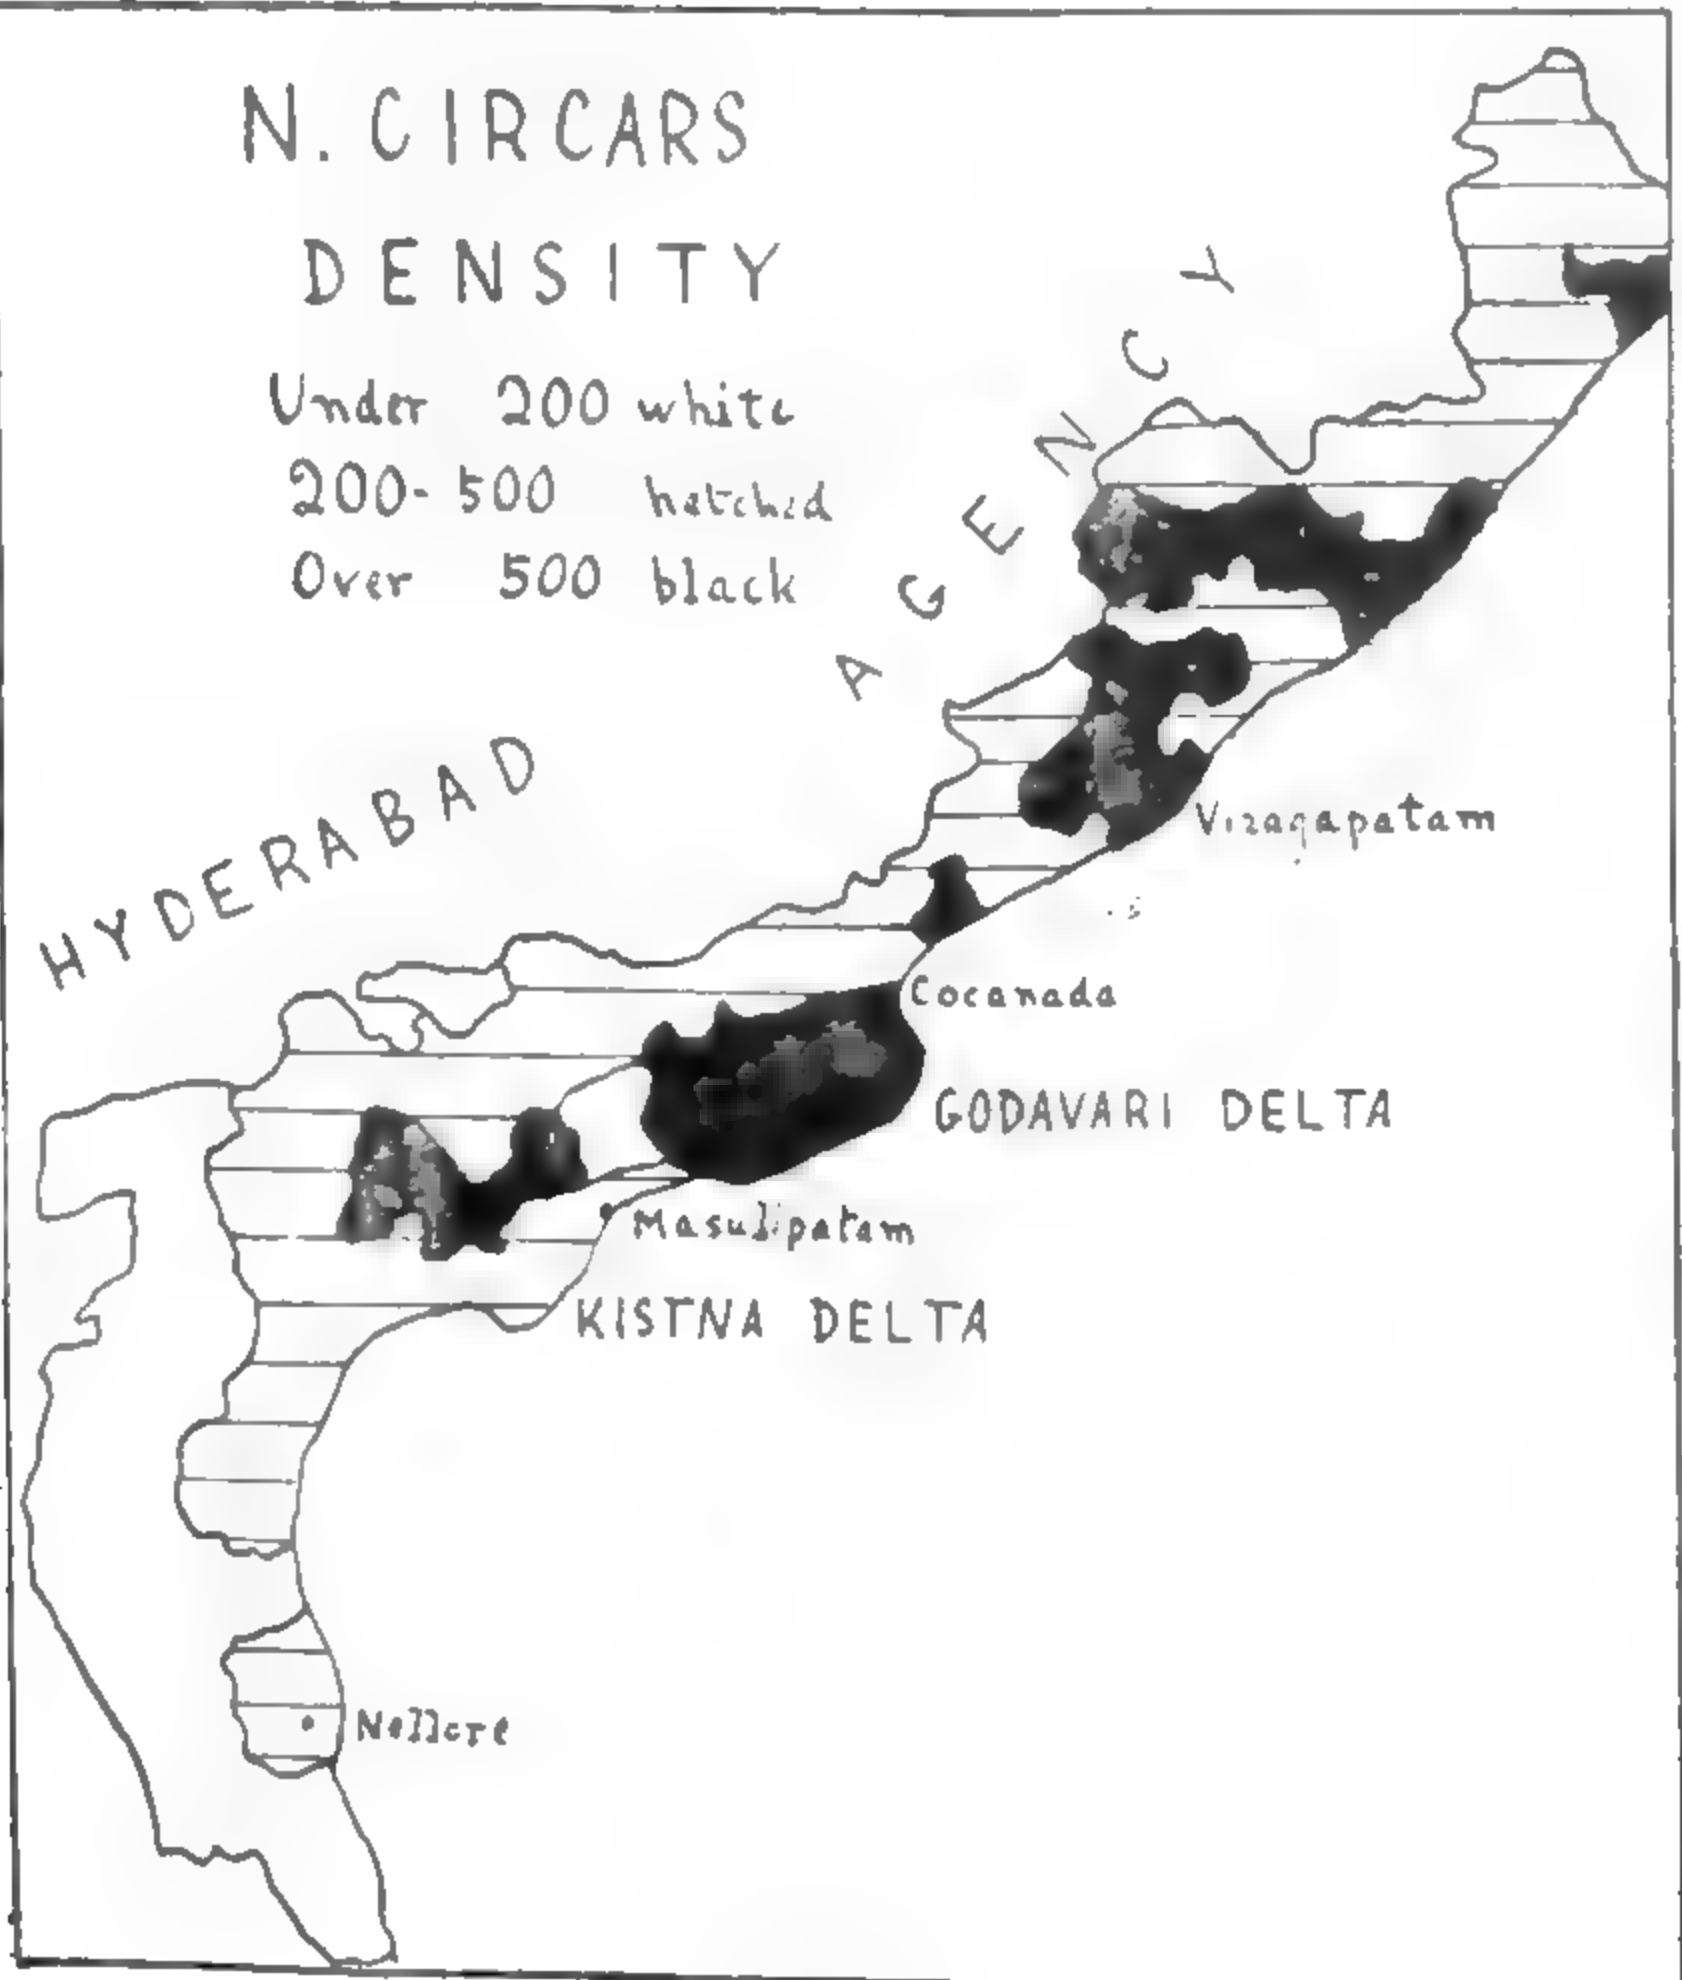 N. CIRCARS
DENSITY
Under 200 white
200-500 hatched
Over 500 black
AGENCY
HYDERABAD
Vizagapatam
Cocanada
GODAVARI DELTA
Masulipatam
KISTNA DELTA
Nellore